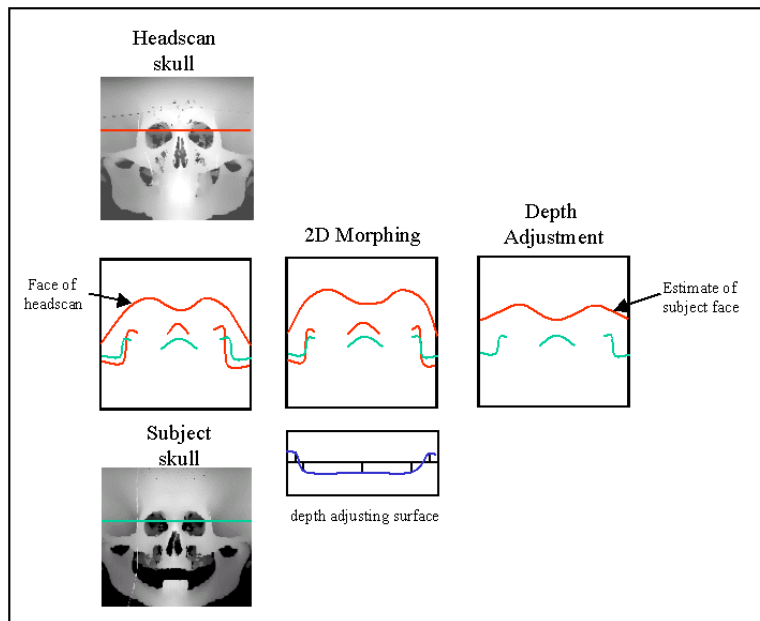 Headscan
skull
2D Morphing
Depth
Adjustment
Face of
headscan
Estimate of
subject face
Subject
skull
depth adjusting surface